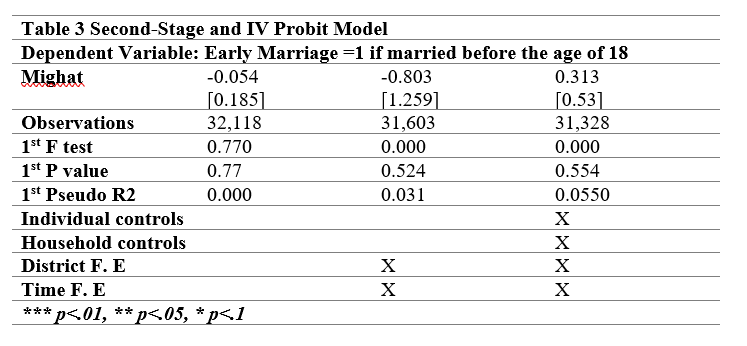 Table 3 Second-Stage and IV Probit Model
Dependent Variable: Early Marriage =1 if married before the age of 18
Mighat -0.054 -0.803 0.313
[0.185] [1.259] [0.53]
Observations 32,118 31,603 31,328
1st F test 0.770 0.000 0.000
1st P value 0.77 0.524 0.554
1st Pseudo R2 0.000 0.031 0.0550
Individual controls X
Household controls X
District F. E X X
Time F. E X X
*** p<.01, ** p<.05, * p<.1